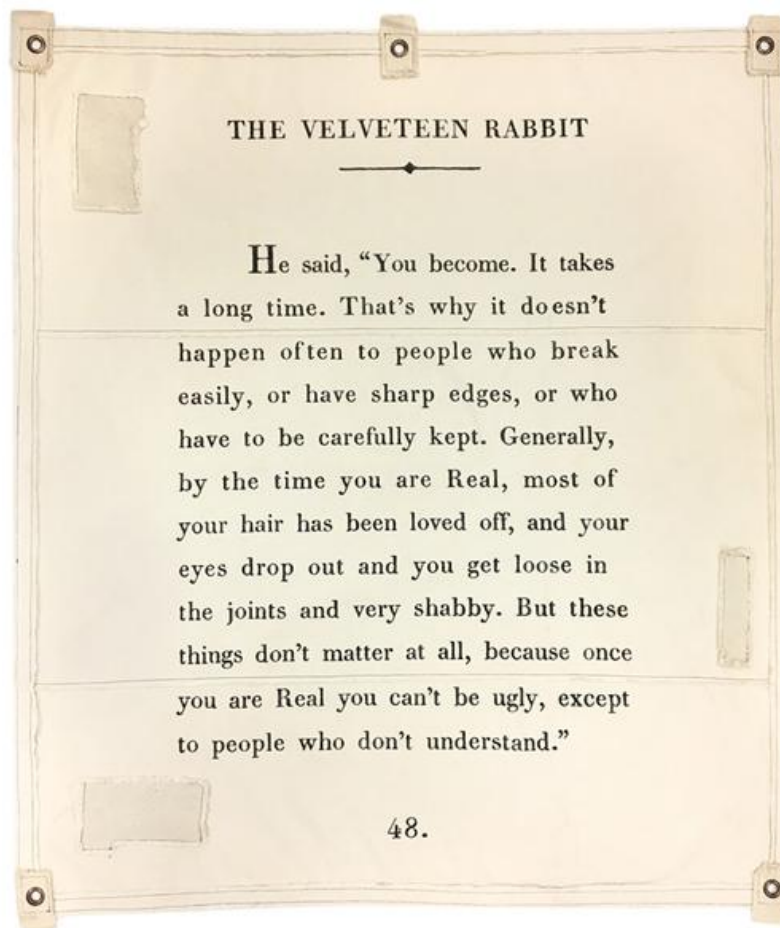 THE VELVETEEN RABBIT
He said, “You become. It takes
a long time. That’s why it doesn’t
happen often to people who break
easily, or have sharp edges, or who
have to be carefully kept. Generally,
by the time you are Real, most of
your hair has been loved off, and your
eyes drop out and you get loose in
the joints and very shabby. But these
things don’t matter at all, because once
you are Real you can’t be ugly, except
to people who don’t understand.”
48.